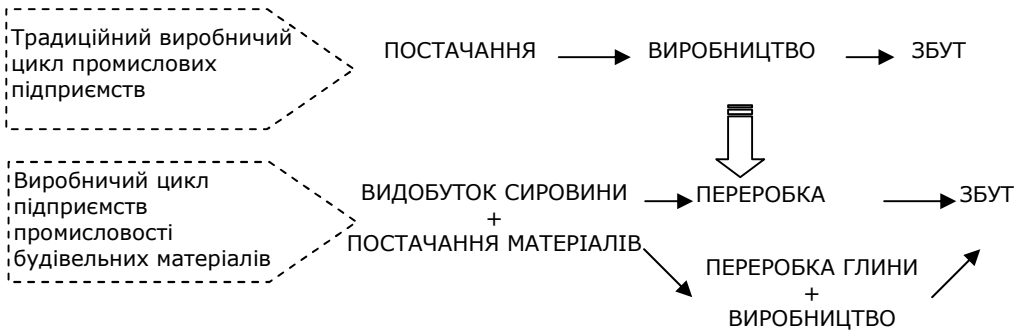 Традиційний виробничий
цикл промислових
підприємств
ПОСТАЧАННЯ
ВИРОБНИЦТВО
ЗБУТ
Виробничий цикл
підприємств
промисловості
будівельних матеріалів
ВИДОБУТОК СИРОВИНИ
+
ПОСТАЧАННЯ МАТЕРІАЛІВ
ПЕРЕРОБКА
ЗБУТ
ПЕРЕРОБКА ГЛИНИ
+
ВИРОБНИЦТВО